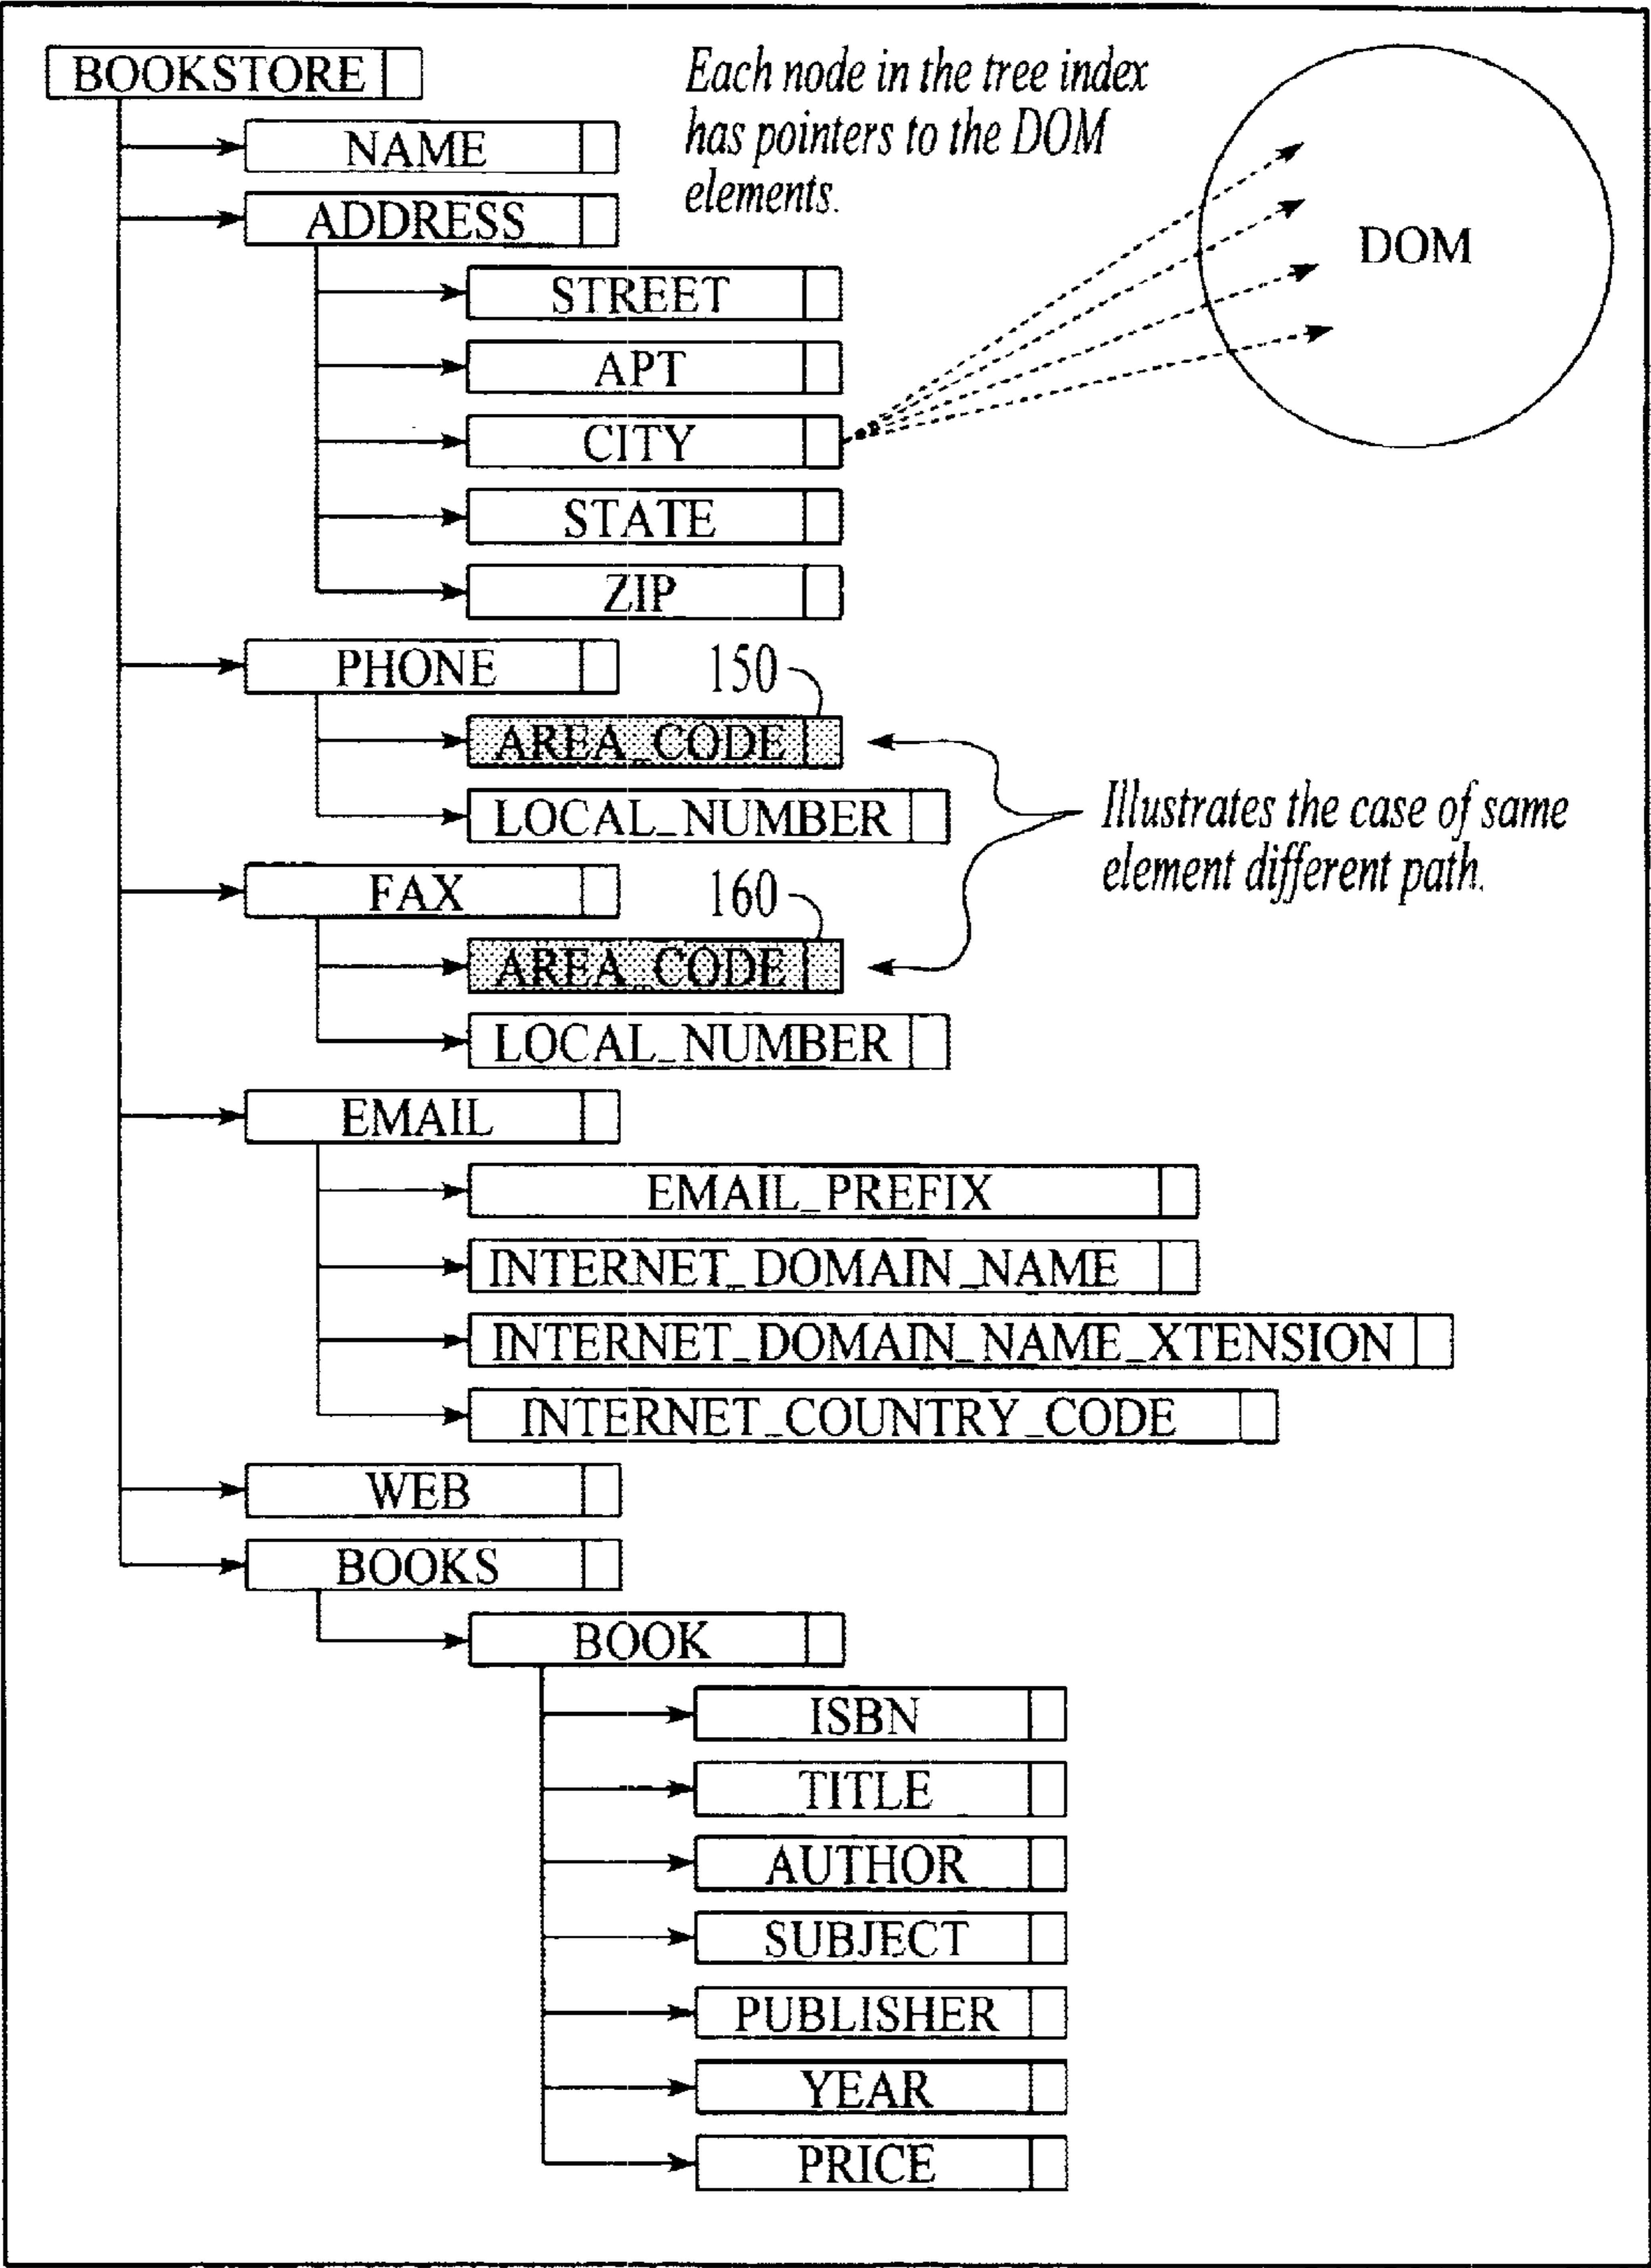 BOOKSTORE
Each node in the tree index
has pointers to the DOM
elements.
NAME
ADDRESS
DOM
STREET
APT
CITY
STATE
ZIP
PHONE
150
AREA_CODE
LOCAL_NUMBER
Illustrates the case of same
element different path.
FAX
160
AREA_CODE
LOCAL_NUMBER
EMAIL
EMAIL_PREFIX
INTERNET_DOMAIN_NAME
INTERNET_DOMAIN_NAME_XTENSION
INTERNET_COUNTRY_CODE
WEB
BOOKS
BOOK
ISBN
TITLE
AUTHOR
SUBJECT
PUBLISHER
YEAR
PRICE